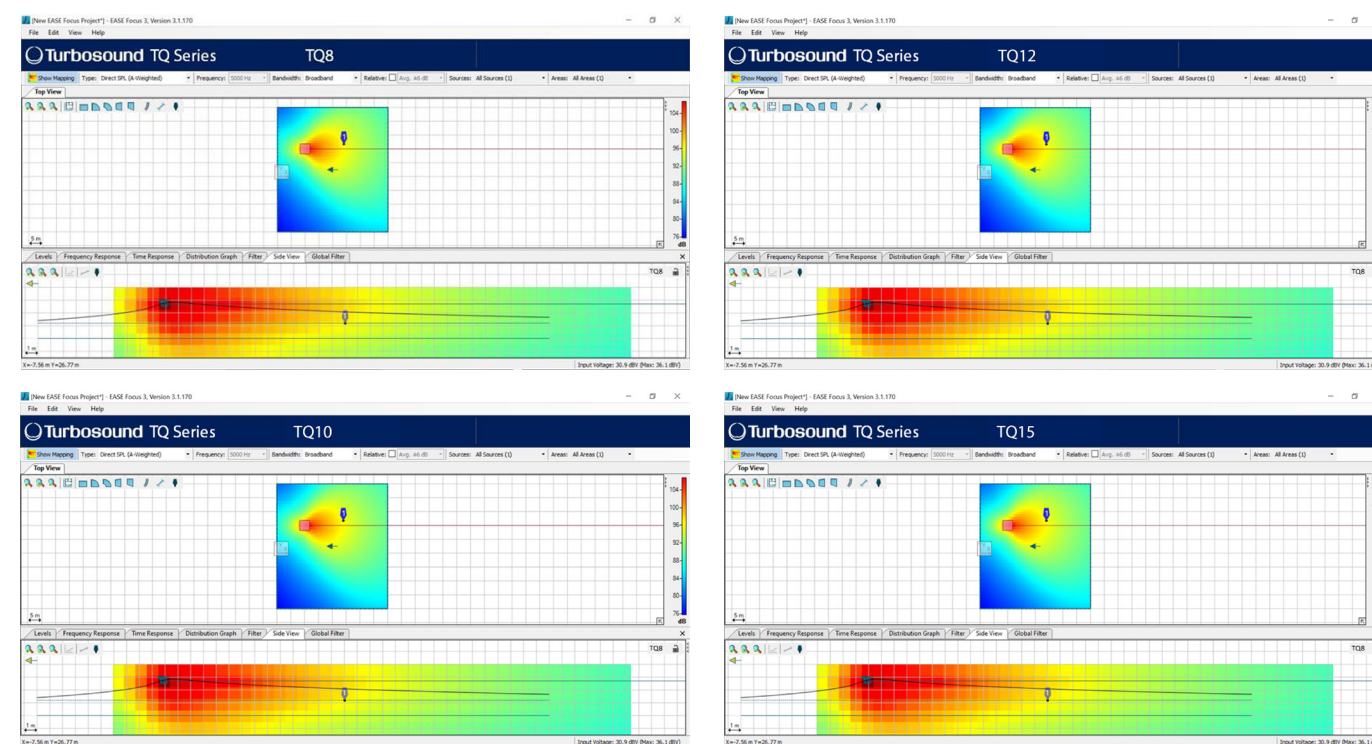 [New EASE Focus Project*] - EASE Focus 3, Version 3.1.170
File Edit View Help
Turbosound TQ Series TQ8
Show Mapping Type: Direct SPL (A-Weighted) Frequency: 5000 Hz Bandwidth: Broadband Relative: Avg. ±6 dB Sources: All Sources (1) Areas: All Areas (1)
Top View
104
100
96
92
88
84
80
76
dB
5 m
Levels Frequency Response Time Response Distribution Graph Filter Side View Global Filter
TQ8
1 m
X=-7.56 m Y=26.77 m Input Voltage: 30.9 dBV (Max: 36.1 dBV)
[New EASE Focus Project*] - EASE Focus 3, Version 3.1.170
File Edit View Help
Turbosound TQ Series TQ12
Show Mapping Type: Direct SPL (A-Weighted) Frequency: 5000 Hz Bandwidth: Broadband Relative: Avg. ±6 dB Sources: All Sources (1) Areas: All Areas (1)
Top View
5 m
Levels Frequency Response Time Response Distribution Graph Filter Side View Global Filter
TQ8
1 m
X=-7.56 m Y=26.77 m Input Voltage: 30.9 dBV (Max: 36.1
[New EASE Focus Project*] - EASE Focus 3, Version 3.1.170
File Edit View Help
Turbosound TQ Series TQ10
Show Mapping Type: Direct SPL (A-Weighted) Frequency: 5000 Hz Bandwidth: Broadband Relative: Avg. ±6 dB Sources: All Sources (1) Areas: All Areas (1)
Top View
104
100
96
92
88
84
80
76
dB
5 m
Levels Frequency Response Time Response Distribution Graph Filter Side View Global Filter
TQ8
1 m
X=-7.56 m Y=26.77 m Input Voltage: 30.9 dBV (Max: 36.1 dBV)
[New EASE Focus Project*] - EASE Focus 3, Version 3.1.170
File Edit View Help
Turbosound TQ Series TQ15
Show Mapping Type: Direct SPL (A-Weighted) Frequency: 5000 Hz Bandwidth: Broadband Relative: Avg. ±6 dB Sources: All Sources (1) Areas: All Areas (1)
Top View
5 m
Levels Frequency Response Time Response Distribution Graph Filter Side View Global Filter
TQ8
1 m
X=-7.56 m Y=26.77 m Input Voltage: 30.9 dBV (Max: 36.1